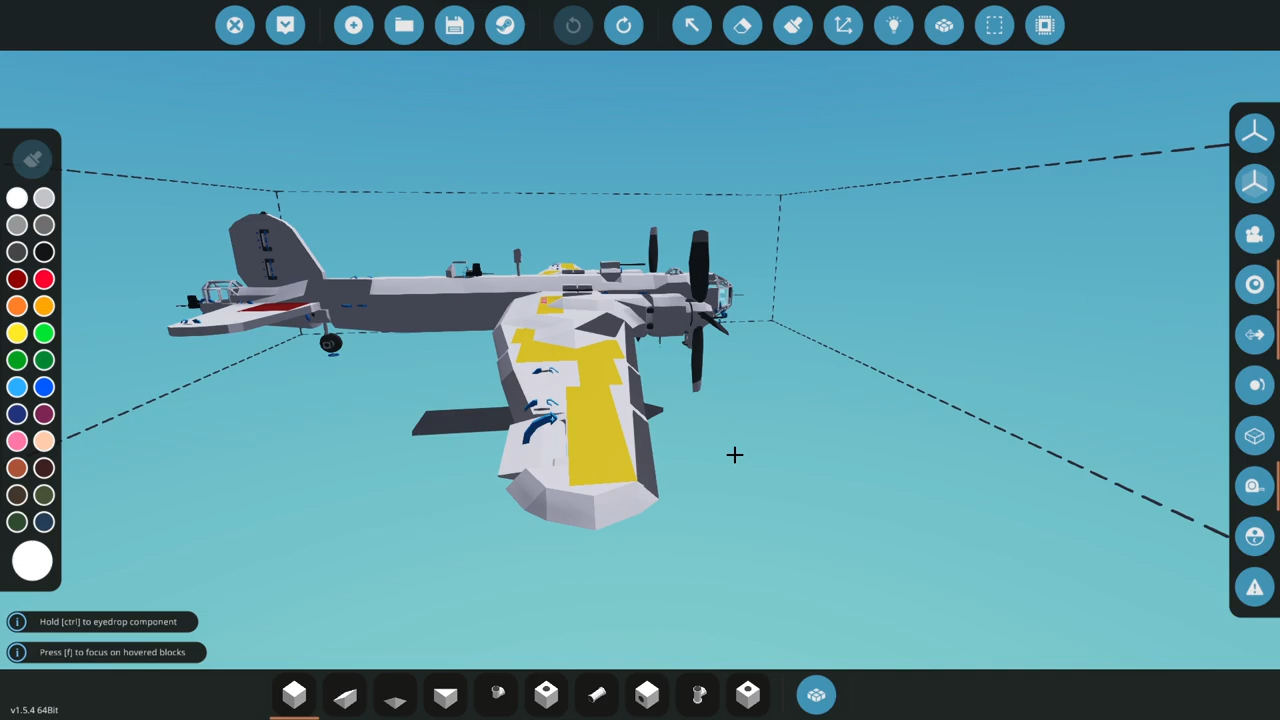 Hold [ctrl] to eyedrop component
Press [f] to focus on hovered blocks
v1.5.4 64Bit